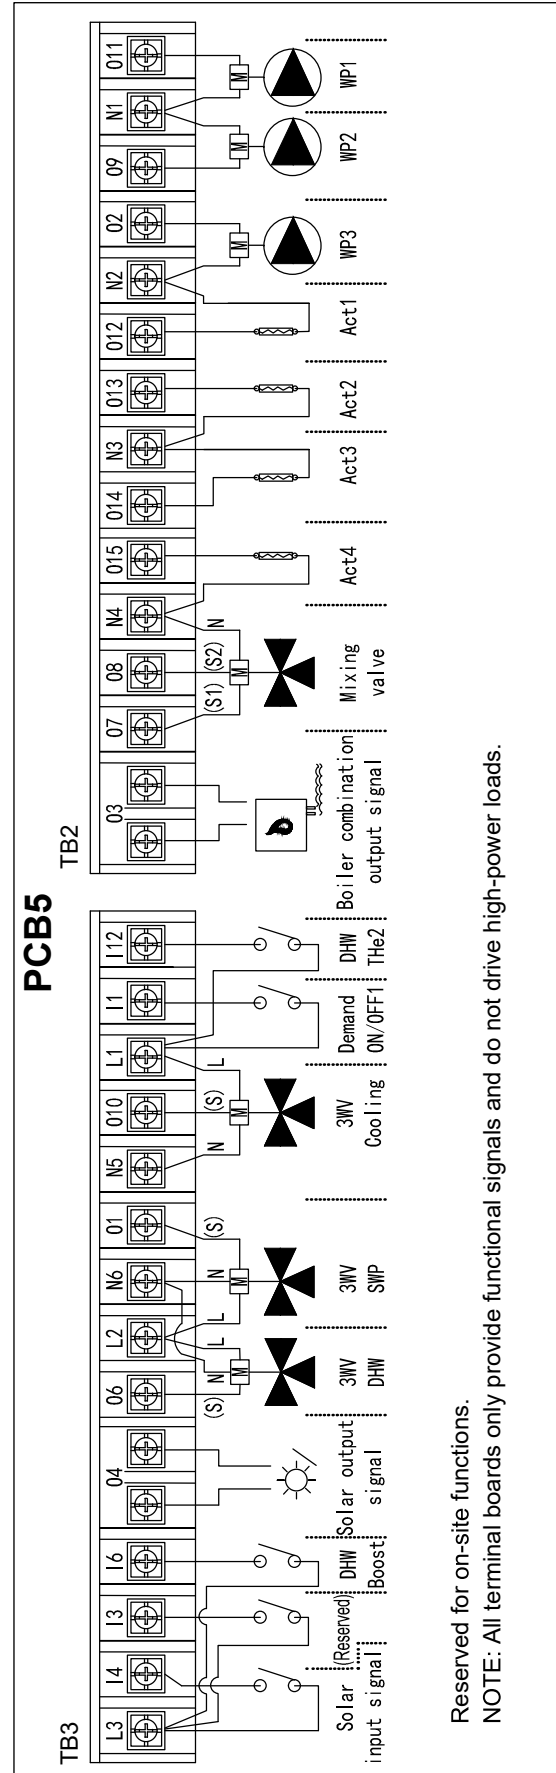 PCB5
TB3
TB2
L3 I4 I3 I6 O4 O6 L2 N6 O1 N5 O10 L1 I1 I12
O3 O7 O8 N4 O15 O14 N3 O13 O12 N2 O2 O9 N1 O11
(S) N L L N (S) N (S) L
(S1) (S2) N
M M M M M M M
Solar
input signal
(Reserved)
DHW
Boost
Solar output
signal
3WV
DHW
3WV
SWP
3WV
Cooling
Demand
ON/OFF1
DHW
THe2
Boiler combination
output signal
Mixing
valve
Act4
Act3
Act2
Act1
WP3
WP2
WP1
Reserved for on-site functions.
NOTE: All terminal boards only provide functional signals and do not drive high-power loads.